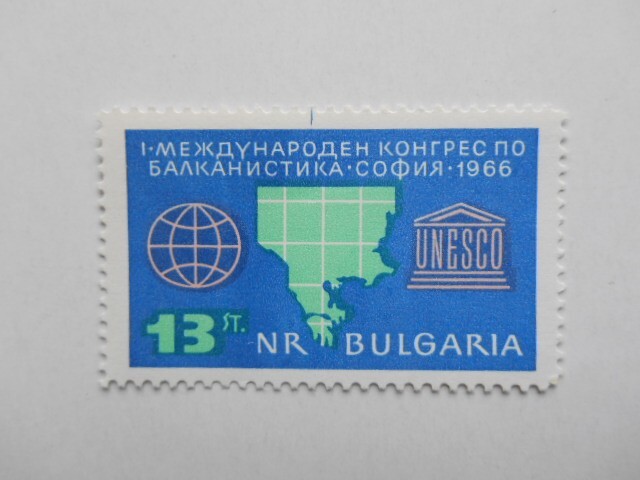 I·МЕЖДУНАРОДЕН КОНГРЕС ПО
БАЛКАНИСТИКА·СОФИЯ·1966
UNESCO
13 ST.
NR BULGARIA